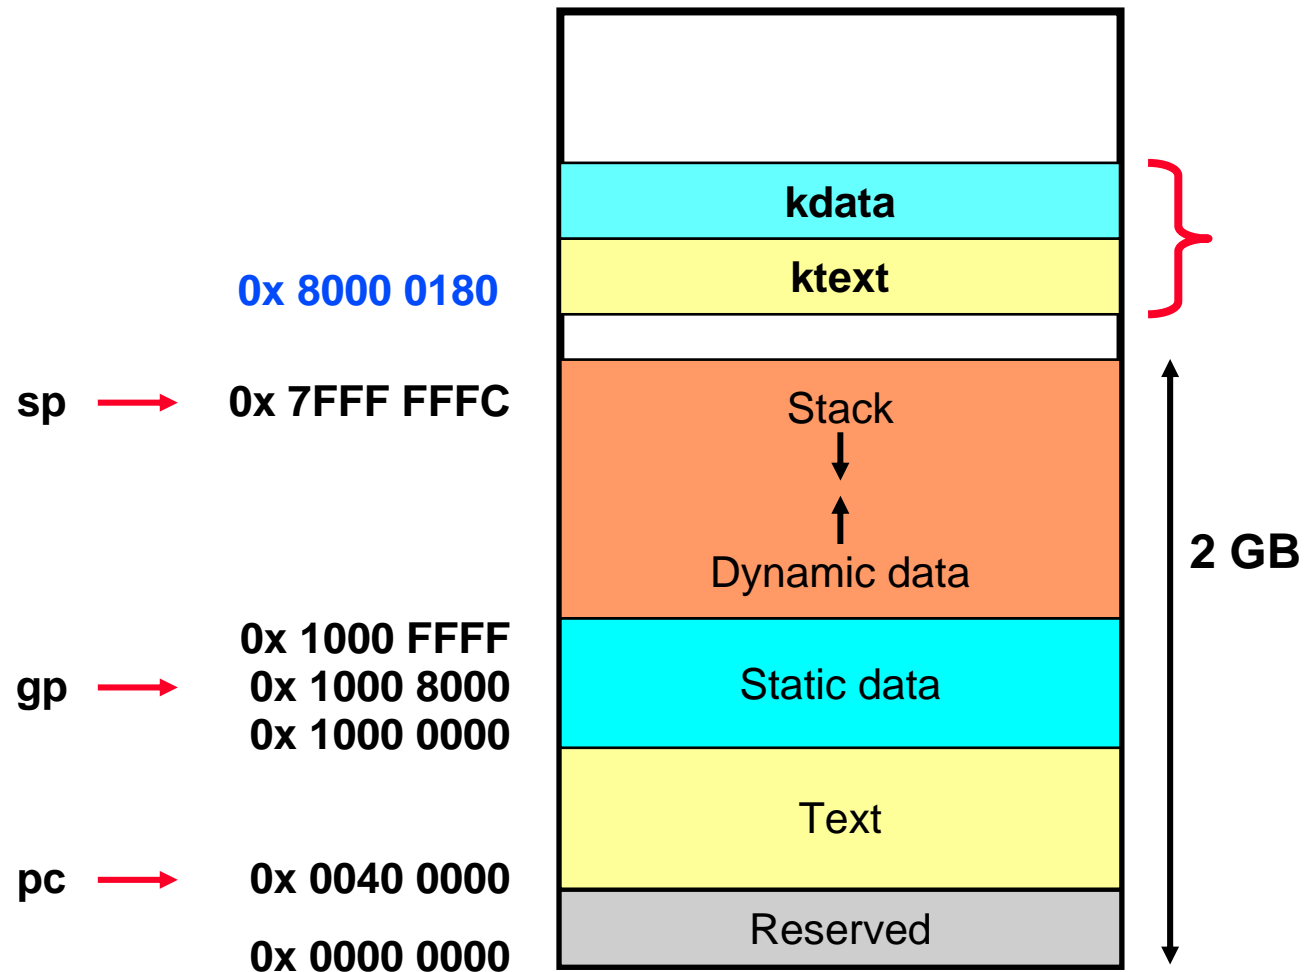 kdata
ktext
0x 8000 0180
sp
0x 7FFF FFFC
Stack
Dynamic data
2 GB
0x 1000 FFFF
gp
0x 1000 8000
Static data
0x 1000 0000
Text
pc
0x 0040 0000
Reserved
0x 0000 0000